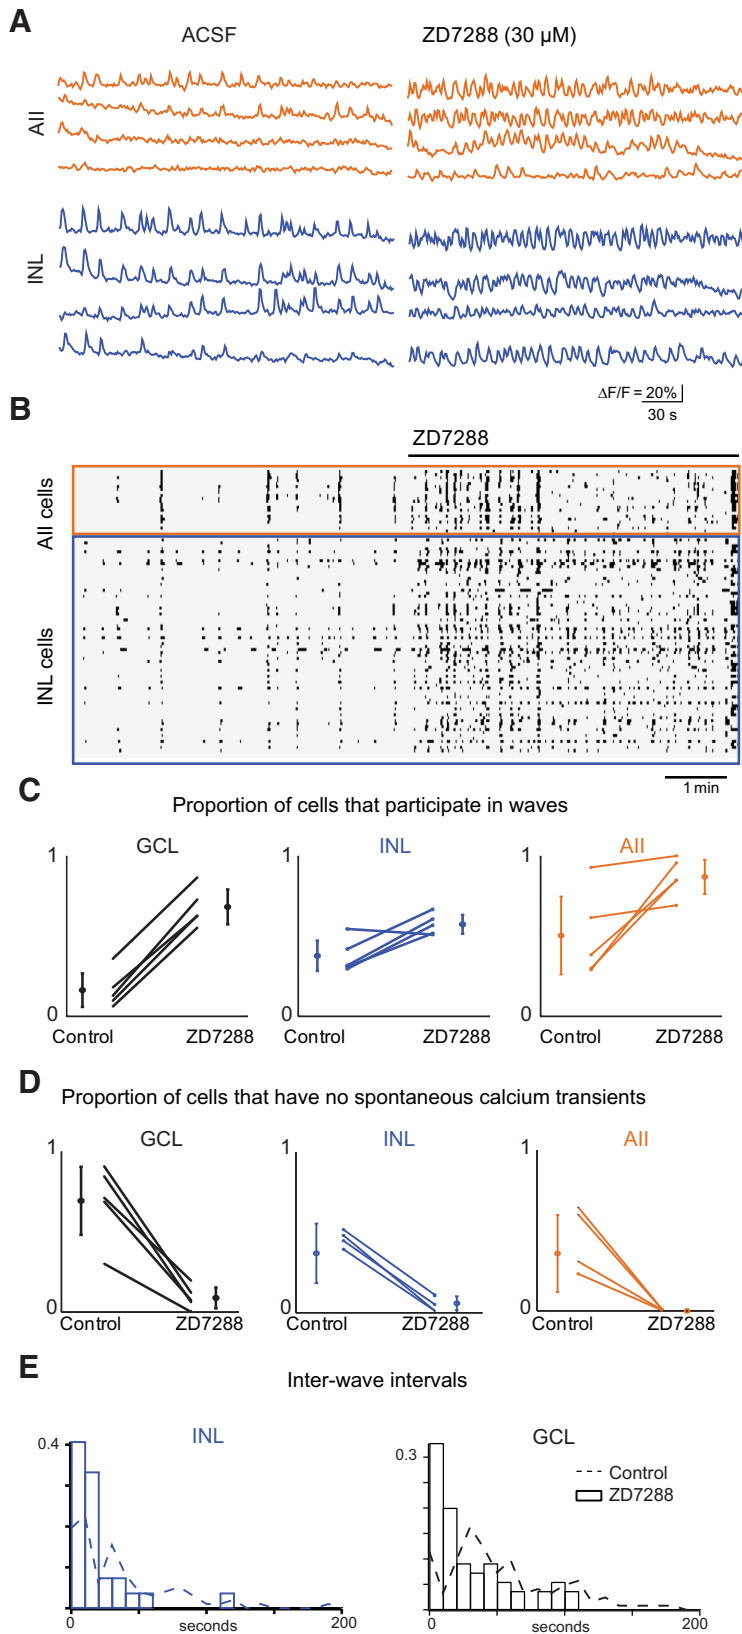 A
ACSF
ZD7288 (30 µM)
AII
INL
ΔF/F = 20%
30 s
B
ZD7288
AII cells
INL cells
1 min
C
Proportion of cells that participate in waves
GCL
INL
AII
1
1
1
0
0
0
Control
ZD7288
Control
ZD7288
Control
ZD7288
D
Proportion of cells that have no spontaneous calcium transients
GCL
INL
AII
1
1
1
0
0
0
Control
ZD7288
Control
ZD7288
Control
ZD7288
E
Inter-wave intervals
INL
GCL
0.4
0.3
Control
ZD7288
0
seconds
200
0
seconds
200